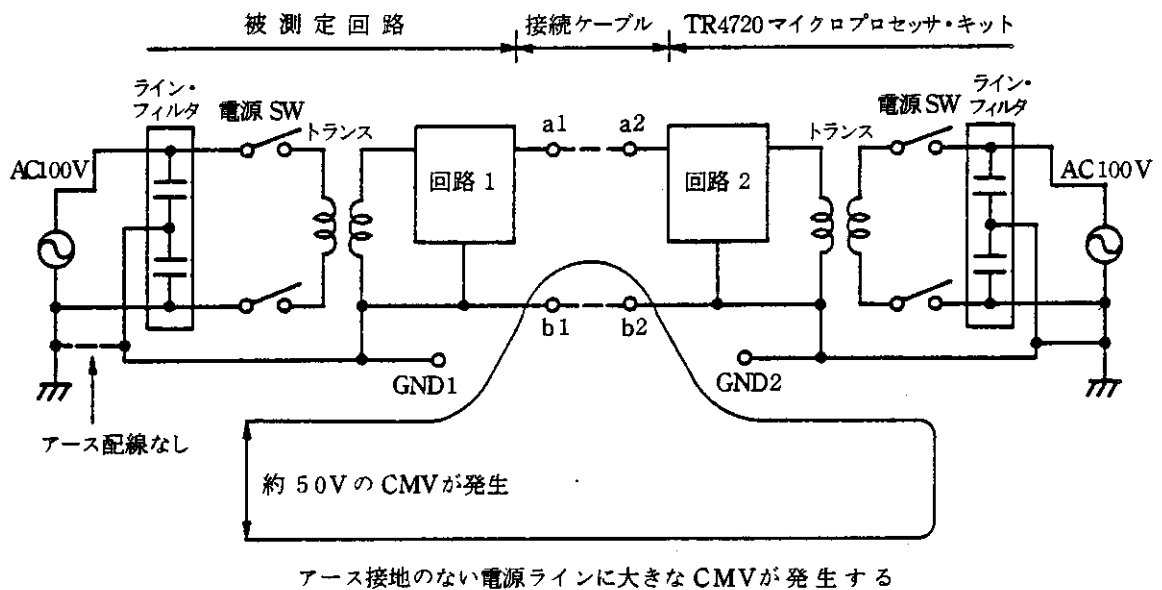 被測定回路
接続ケーブル
TR4720マイクロプロセッサ・キット
ライン・
フィルタ
電源 SW
トランス
AC100V
回路 1
a1
a2
回路 2
トランス
電源 SW
ライン・
フィルタ
AC100V
b1
b2
GND1
GND2
アース配線なし
約50VのCMVが発生
アース接地のない電源ラインに大きなCMVが発生する